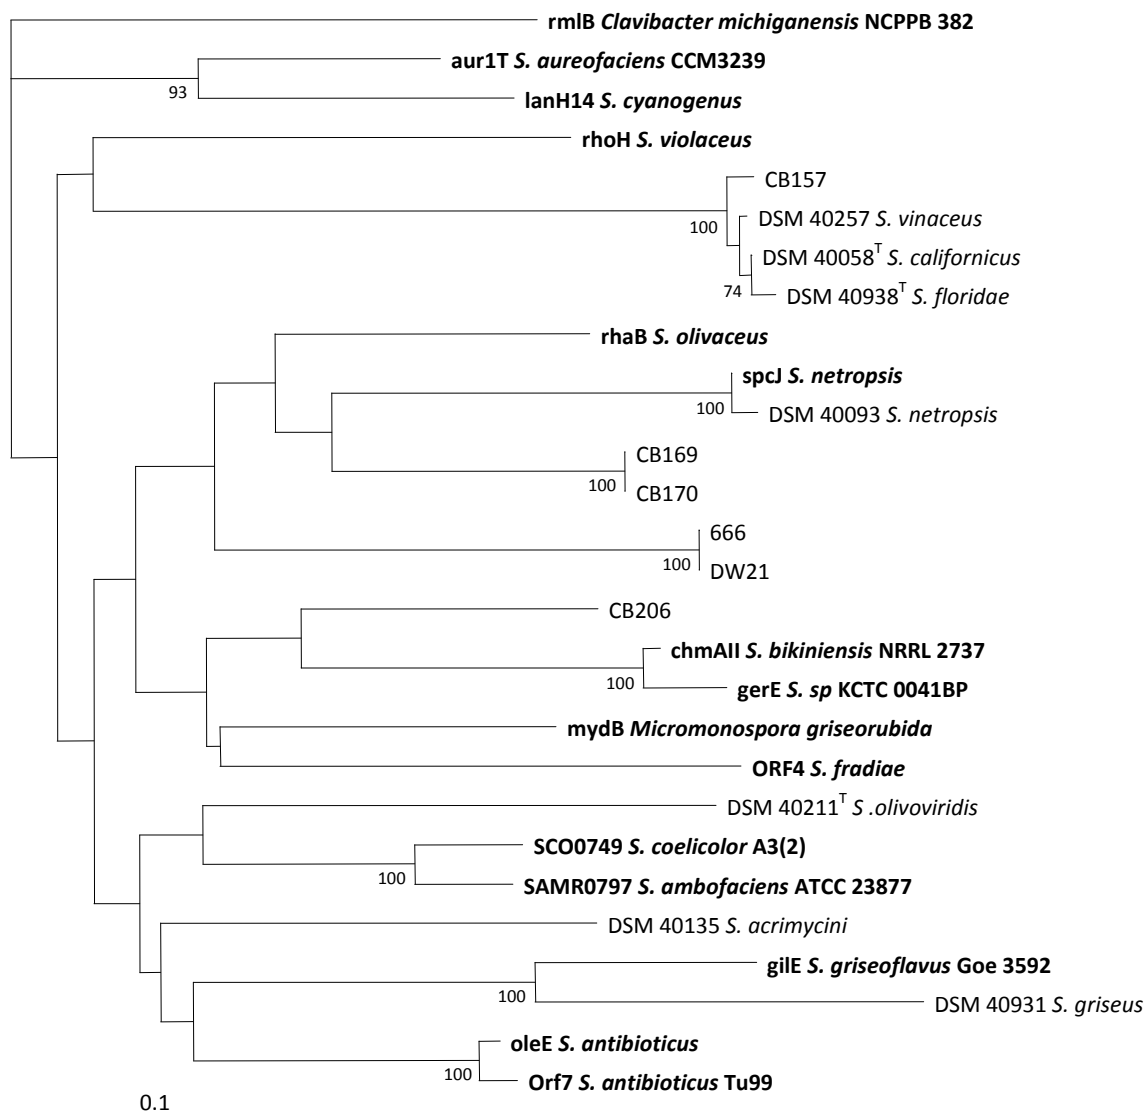 rmlB Clavibacter michiganensis NCPPB 382
aur1T S. aureofaciens CCM3239
93
lanH14 S. cyanogenus
rhoH S. violaceus
CB157
DSM 40257 S. vinaceus
100
DSM 40058T S. californicus
74
DSM 40938T S. floridae
rhaB S. olivaceus
spcJ S. netropsis
100
DSM 40093 S. netropsis
CB169
100
CB170
666
100
DW21
CB206
chmAII S. bikiniensis NRRL 2737
100
gerE S. sp KCTC 0041BP
mydB Micromonospora griseorubida
ORF4 S. fradiae
DSM 40211T S .olivoviridis
SCO0749 S. coelicolor A3(2)
100
SAMR0797 S. ambofaciens ATCC 23877
DSM 40135 S. acrimycini
gilE S. griseoflavus Goe 3592
100
DSM 40931 S. griseus
oleE S. antibioticus
100
Orf7 S. antibioticus Tu99
0.1